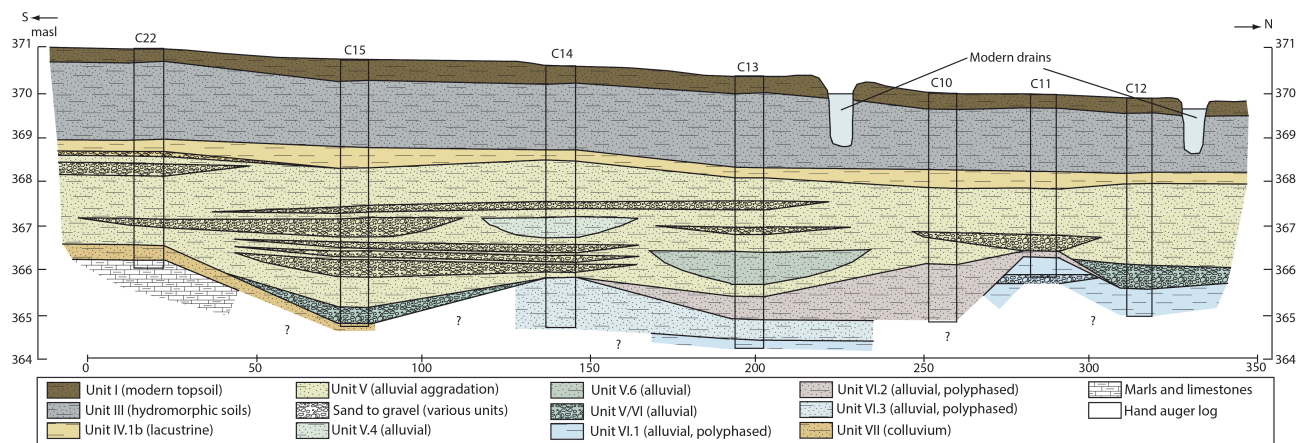 S
N
masl
C22
C15
C14
C13
C10
C11
C12
Modern drains
371
370
369
368
367
366
365
364
371
370
369
368
367
366
365
364
?
?
?
?
?
0
50
100
150
200
250
300
350
Unit I (modern topsoil)
Unit III (hydromorphic soils)
Unit IV.1b (lacustrine)
Unit V (alluvial aggradation)
Sand to gravel (various units)
Unit V.4 (alluvial)
Unit V.6 (alluvial)
Unit V/VI (alluvial)
Unit VI.1 (alluvial, polyphased)
Unit VI.2 (alluvial, polyphased)
Unit VI.3 (alluvial, polyphased)
Unit VII (colluvium)
Marls and limestones
Hand auger log